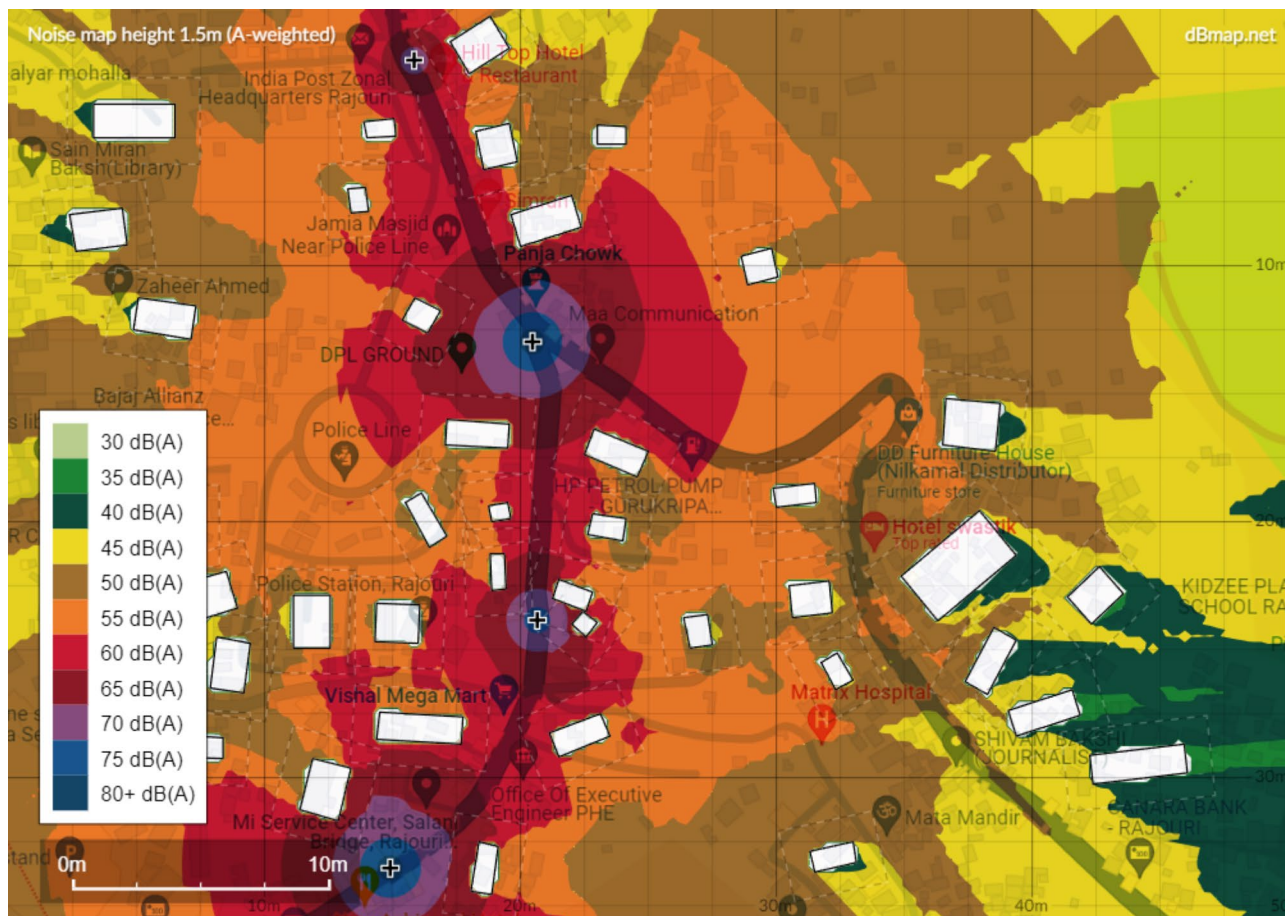 Noise map height 1.5m (A-weighted)
dBmap.net
alyar mohalla
Hill Top Hotel
Restaurant
India Post Zonal
Headquarters Rajouri
Sain Miran
Baksh(Library)
Simran
Jamia Masjid
Near Police Line
Panja Chowk
10m
Zaheer Ahmed
Maa Communication
DPL GROUND
Bajaj Allianz
Police Line
DD Furniture House
(Nilkamal Distributor)
Furniture store
HP PETROL PUMP
GURUKRIPA...
30 dB(A)
35 dB(A)
40 dB(A)
45 dB(A)
50 dB(A)
55 dB(A)
60 dB(A)
65 dB(A)
70 dB(A)
75 dB(A)
80+ dB(A)
20m
Hotel swastik
Top rated
Police Station, Rajouri
KIDZEE PLA
SCHOOL RA
Vishal Mega Mart
Matrix Hospital
H
SHIVAM BAKSHI
(JOURNALIST)
30m
Office Of Executive
Engineer PHE
Mi Service Center, Salani
Bridge, Rajouri...
CANARA BANK
- RAJOURI
Mata Mandir
stand
P
0m
10m
10m
20m
30m
40m